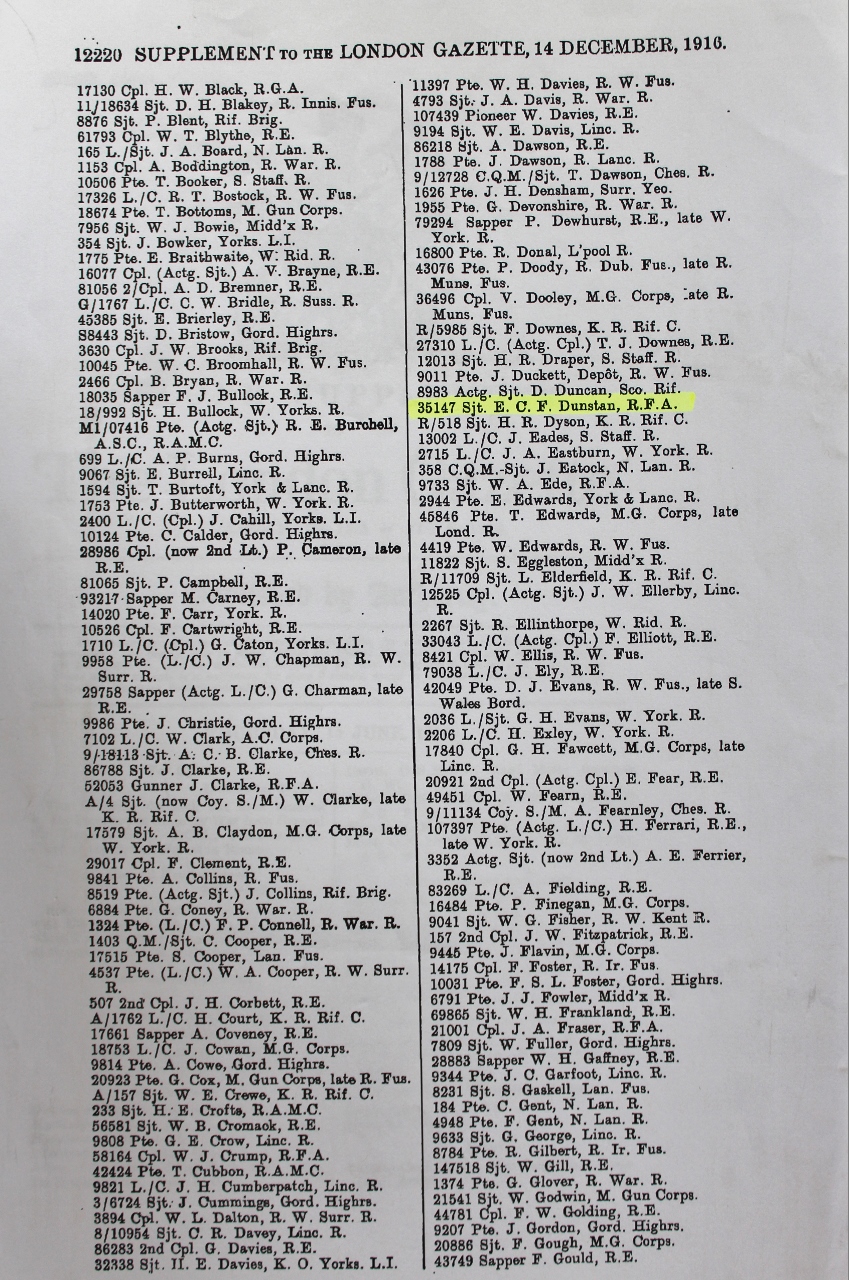 12220 SUPPLEMENT TO THE LONDON GAZETTE, 14 DECEMBER, 1916.
17130 Cpl. H. W. Black, R.G.A.
11/18634 Sjt. D. H. Blakey, R. Innis. Fus.
8876 Sjt. P. Blent, Rif. Brig.
61793 Cpl. W. T. Blythe, R.E.
165 L./Sjt. J. A. Board, N. Lan. R.
1153 Cpl. A. Boddington, R. War. R.
10506 Pte. T. Booker, S. Staff. R.
17326 L./C. R. T. Bostock, R. W. Fus.
18674 Pte. T. Bottoms, M. Gun Corps.
7956 Sjt. W. J. Bowie, Midd'x R.
354 Sjt. J. Bowker, Yorks. L.I.
1775 Pte. E. Braithwaite, W. Rid. R.
16077 Cpl. (Actg. Sjt.) A. V. Brayne, R.E.
81056 2/Cpl. A. D. Bremner, R.E.
G/1767 L./C. C. W. Bridle, R. Suss. R.
45385 Sjt. E. Brierley, R.E.
S8443 Sjt. D. Bristow, Gord. Highrs.
3630 Cpl. J. W. Brooks, Rif. Brig.
10045 Pte. W. C. Broomhall, R. W. Fus.
2466 Cpl. B. Bryan, R. War. R.
18035 Sapper F. J. Bullock, R.E.
18/992 Sjt. H. Bullock, W. Yorks. R.
M1/07416 Pte. (Actg. Sjt.) R. E. Burchell,
A.S.C., R.A.M.C.
699 L./C. A. P. Burns, Gord. Highrs.
9067 Sjt. E. Burrell, Linc. R.
1594 Sjt. T. Burtoft, York & Lanc. R.
1753 Pte. J. Butterworth, W. York. R.
2400 L./C. (Cpl.) J. Cahill, Yorks. L.I.
10124 Pte. C. Calder, Gord. Highrs.
28986 Cpl. (now 2nd Lt.) P. Cameron, late
R.E.
81065 Sjt. P. Campbell, R.E.
93217 Sapper M. Carney, R.E.
14020 Pte. F. Carr, York. R.
10526 Cpl. F. Cartwright, R.E.
1710 L./C. (Cpl.) G. Caton, Yorks. L.I.
9958 Pte. (L./C.) J. W. Chapman, R. W.
Surr. R.
29758 Sapper (Actg. L./C.) G. Charman, late
R.E.
9986 Pte. J. Christie, Gord. Highrs.
7102 L./C. W. Clark, A.C. Corps.
9/18113 Sjt. A. C. B. Clarke, Ches. R.
86788 Sjt. J. Clarke, R.E.
52053 Gunner J. Clarke, R.F.A.
A/4 Sjt. (now Coy. S./M.) W. Clarke, late
K. R. Rif. C.
17579 Sjt. A. B. Claydon, M.G. Corps, late
W. York. R.
29017 Cpl. F. Clement, R.E.
9841 Pte. A. Collins, R. Fus.
8519 Pte. (Actg. Sjt.) J. Collins, Rif. Brig.
6884 Pte. G. Coney, R. War. R.
1324 Pte. (L./C.) F. P. Connell, R. War. R.
1403 Q.M./Sjt. C. Cooper, R.E.
17515 Pte. S. Cooper, Lan. Fus.
4537 Pte. (L./C.) W. A. Cooper, R. W. Surr.
R.
507 2nd Cpl. J. H. Corbett, R.E.
A/1762 L./C. H. Court, K. R. Rif. C.
17661 Sapper A. Coveney, R.E.
18753 L./C. J. Cowan, M.G. Corps.
9814 Pte. A. Cowe, Gord. Highrs.
20923 Pte. G. Cox, M. Gun Corps, late R. Fus.
A/157 Sjt. W. E. Crewe, K. R. Rif. C.
233 Sjt. H. E. Crofts, R.A.M.C.
56581 Sjt. W. B. Cromack, R.E.
9808 Pte. G. E. Crow, Linc. R.
58164 Cpl. W. J. Crump, R.F.A.
42424 Pte. T. Cubbon, R.A.M.C.
9821 L./C. J. H. Cumberpatch, Linc. R.
3/6724 Sjt. J. Cummings, Gord. Highrs.
3894 Cpl. W. L. Dalton, R. W. Surr. R.
8/10954 Sjt. C. R. Davey, Linc. R.
86283 2nd Cpl. G. Davies, R.E.
32338 Sjt. H. E. Davies, K. O. Yorks. L.I.
11397 Pte. W. H. Davies, R. W. Fus.
4793 Sjt. J. A. Davis, R. War. R.
107439 Pioneer W. Davies, R.E.
9194 Sjt. W. E. Davis, Linc. R.
86218 Sjt. A. Dawson, R.E.
1788 Pte. J. Dawson, R. Lanc. R.
9/12728 C.Q.M./Sjt. T. Dawson, Ches. R.
1626 Pte. J. H. Densham, Surr. Yeo.
1955 Pte. G. Devonshire, R. War. R.
79294 Sapper P. Dewhurst, R.E., late W.
York. R.
16800 Pte. R. Donal, L'pool R.
43076 Pte. P. Doody, R. Dub. Fus., late R.
Muns. Fus.
36496 Cpl. V. Dooley, M.G. Corps, late R.
Muns. Fus.
R/5985 Sjt. F. Downes, K. R. Rif. C.
27310 L./C. (Actg. Cpl.) T. J. Downes, R.E.
12013 Sjt. H. R. Draper, S. Staff. R.
9011 Pte. J. Duckett, Depôt, R. W. Fus.
8983 Actg. Sjt. D. Duncan, Sco. Rif.
35147 Sjt. E. C. F. Dunstan, R.F.A.
R/518 Sjt. H. R. Dyson, K. R. Rif. C.
13002 L./C. J. Eades, S. Staff. R.
2715 L./C. J. A. Eastburn, W. York. R.
358 C.Q.M.-Sjt. J. Eatock, N. Lan. R.
9733 Sjt. W. A. Ede, R.F.A.
2944 Pte. E. Edwards, York & Lanc. R.
45846 Pte. T. Edwards, M.G. Corps, late
Lond. R.
4419 Pte. W. Edwards, R. W. Fus.
11822 Sjt. S. Eggleston, Midd'x R.
R/11709 Sjt. L. Elderfield, K. R. Rif. C.
12525 Cpl. (Actg. Sjt.) J. W. Ellerby, Linc.
R.
2267 Sjt. R. Ellinthorpe, W. Rid. R.
33043 L./C. (Actg. Cpl.) F. Elliott, R.E.
8421 Cpl. W. Ellis, R. W. Fus.
79038 L./C. J. Ely, R.E.
42049 Pte. D. J. Evans, R. W. Fus., late S.
Wales Bord.
2036 L./Sjt. G. H. Evans, W. York. R.
2206 L./C. H. Exley, W. York. R.
17840 Cpl. G. H. Fawcett, M.G. Corps, late
Linc. R.
20921 2nd Cpl. (Actg. Cpl.) E. Fear, R.E.
49451 Cpl. W. Fearn, R.E.
9/11134 Coy. S./M. A. Fearnley, Ches. R.
107397 Pte. (Actg. L./C.) H. Ferrari, R.E.,
late W. York. R.
3352 Actg. Sjt. (now 2nd Lt.) A. E. Ferrier,
R.E.
83269 L./C. A. Fielding, R.E.
16484 Pte. P. Finegan, M.G. Corps.
9041 Sjt. W. G. Fisher, R. W. Kent R.
157 2nd Cpl. J. W. Fitzpatrick, R.E.
9445 Pte. J. Flavin, M.G. Corps.
14175 Cpl. F. Foster, R. Ir. Fus.
10031 Pte. F. S. L. Foster, Gord. Highrs.
6791 Pte. J. J. Fowler, Midd'x R.
69865 Sjt. W. H. Frankland, R.E.
21001 Cpl. J. A. Fraser, R.F.A.
7809 Sjt. W. Fuller, Gord. Highrs.
28883 Sapper W. H. Gaffney, R.E.
9344 Pte. J. C. Garfoot, Linc. R.
8231 Sjt. S. Gaskell, Lan. Fus.
184 Pte. C. Gent, N. Lan. R.
4948 Pte. F. Gent, N. Lan. R.
9633 Sjt. G. George, Linc. R.
8784 Pte. R. Gilbert, R. Ir. Fus.
147518 Sjt. W. Gill, R.E.
1374 Pte. G. Glover, R. War. R.
21541 Sjt. W. Godwin, M. Gun Corps.
44781 Cpl. F. W. Golding, R.E.
9207 Pte. J. Gordon, Gord. Highrs.
20886 Sjt. F. Gough, M.G. Corps.
43749 Sapper F. Gould, R.E.